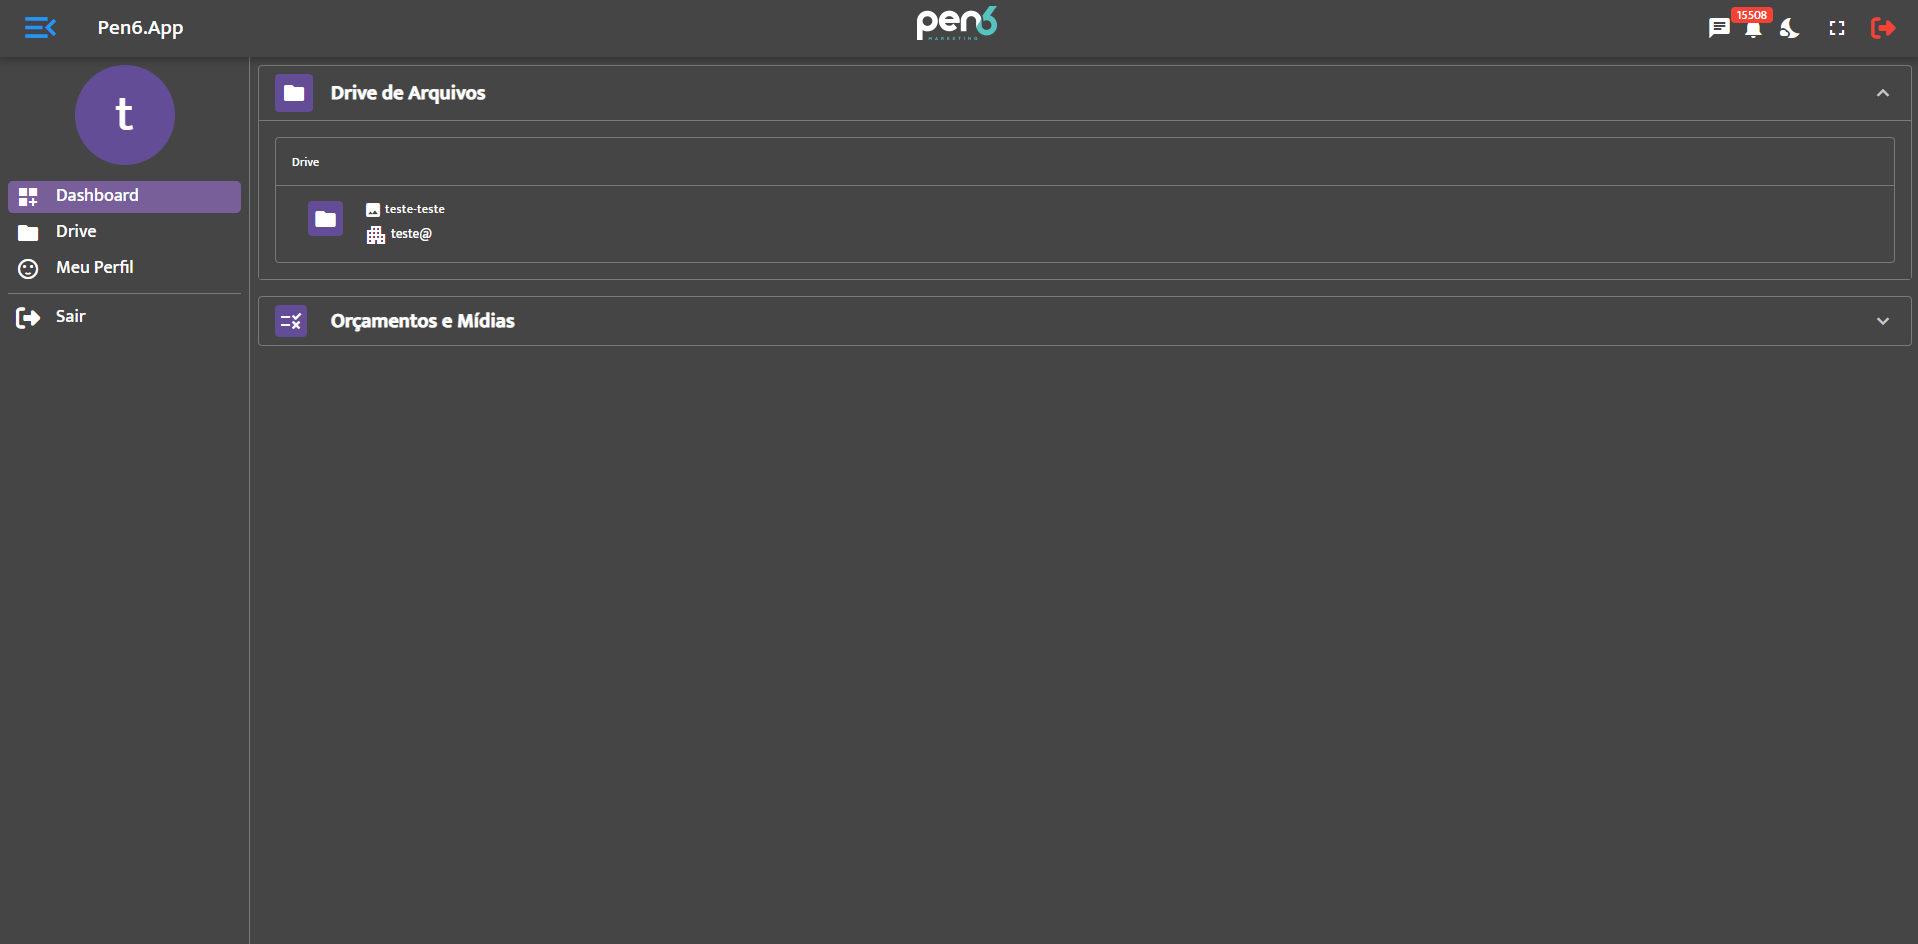 Pen6.App
pen6
MARKETING
15508
t
Dashboard
Drive
Meu Perfil
Sair
Drive de Arquivos
Drive
teste-teste
teste@
Orçamentos e Mídias